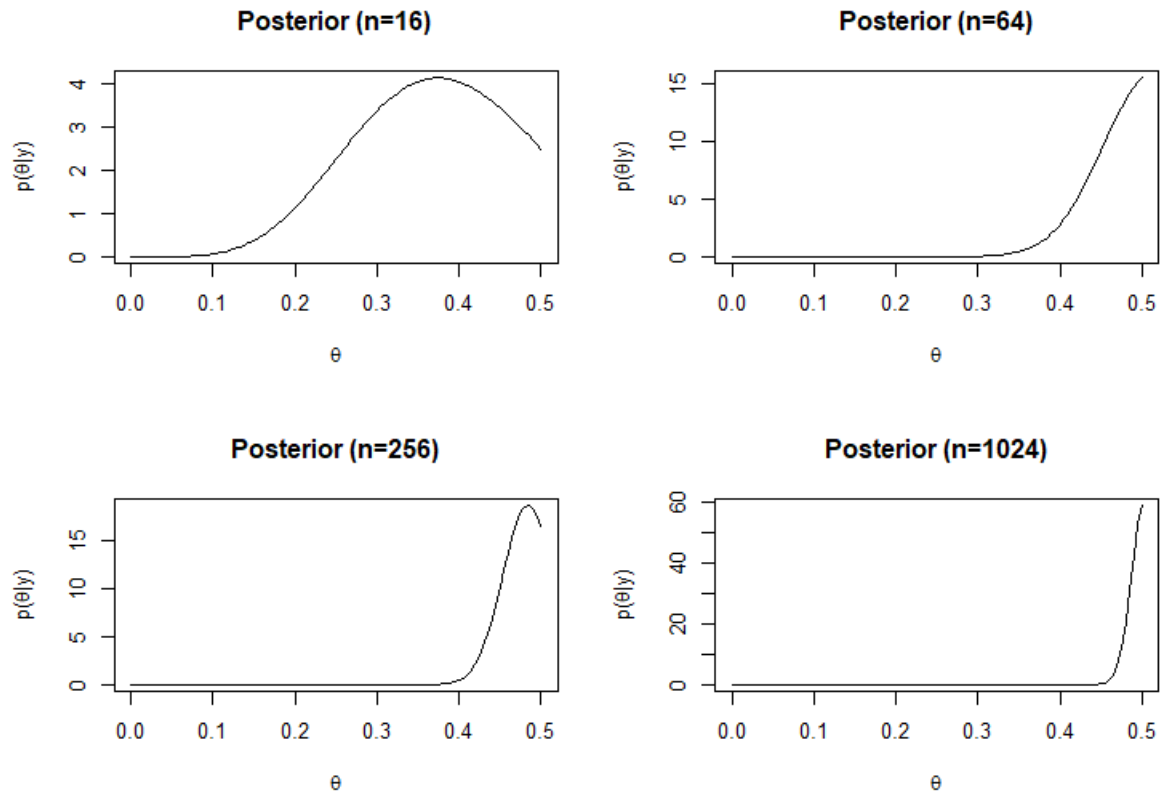 Posterior (n=16)
p(θ|y)
0 1 2 3 4
0.0 0.1 0.2 0.3 0.4 0.5
θ
Posterior (n=64)
p(θ|y)
0 5 10 15
0.0 0.1 0.2 0.3 0.4 0.5
θ
Posterior (n=256)
p(θ|y)
0 5 10 15
0.0 0.1 0.2 0.3 0.4 0.5
θ
Posterior (n=1024)
p(θ|y)
0 20 40 60
0.0 0.1 0.2 0.3 0.4 0.5
θ